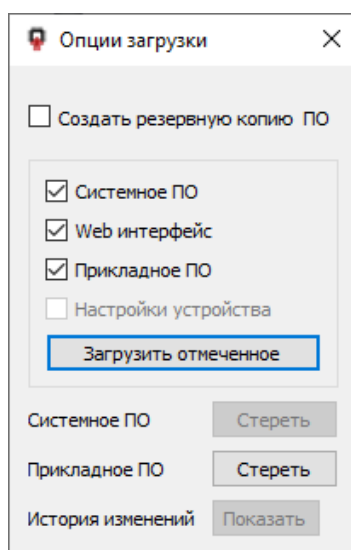 Опции загрузки
Создать резервную копию ПО
Системное ПО
Web интерфейс
Прикладное ПО
Настройки устройства
Загрузить отмеченное
Системное ПО Стереть
Прикладное ПО Стереть
История изменений Показать